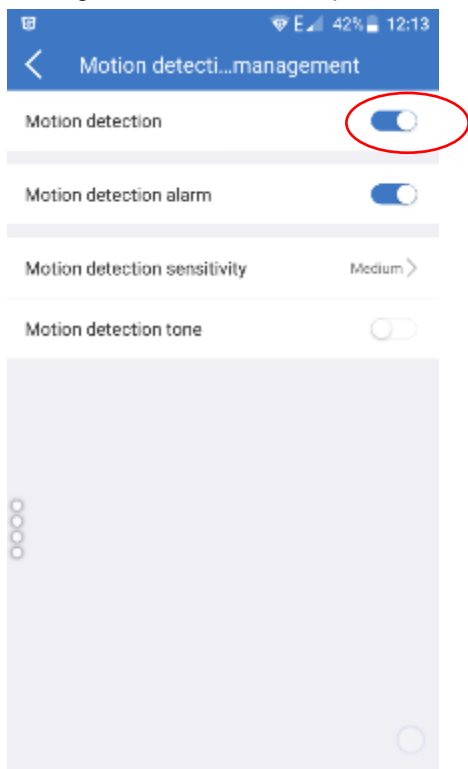 E 42% 12:13
Motion detecti...management
Motion detection
Motion detection alarm
Motion detection sensitivity Medium
Motion detection tone